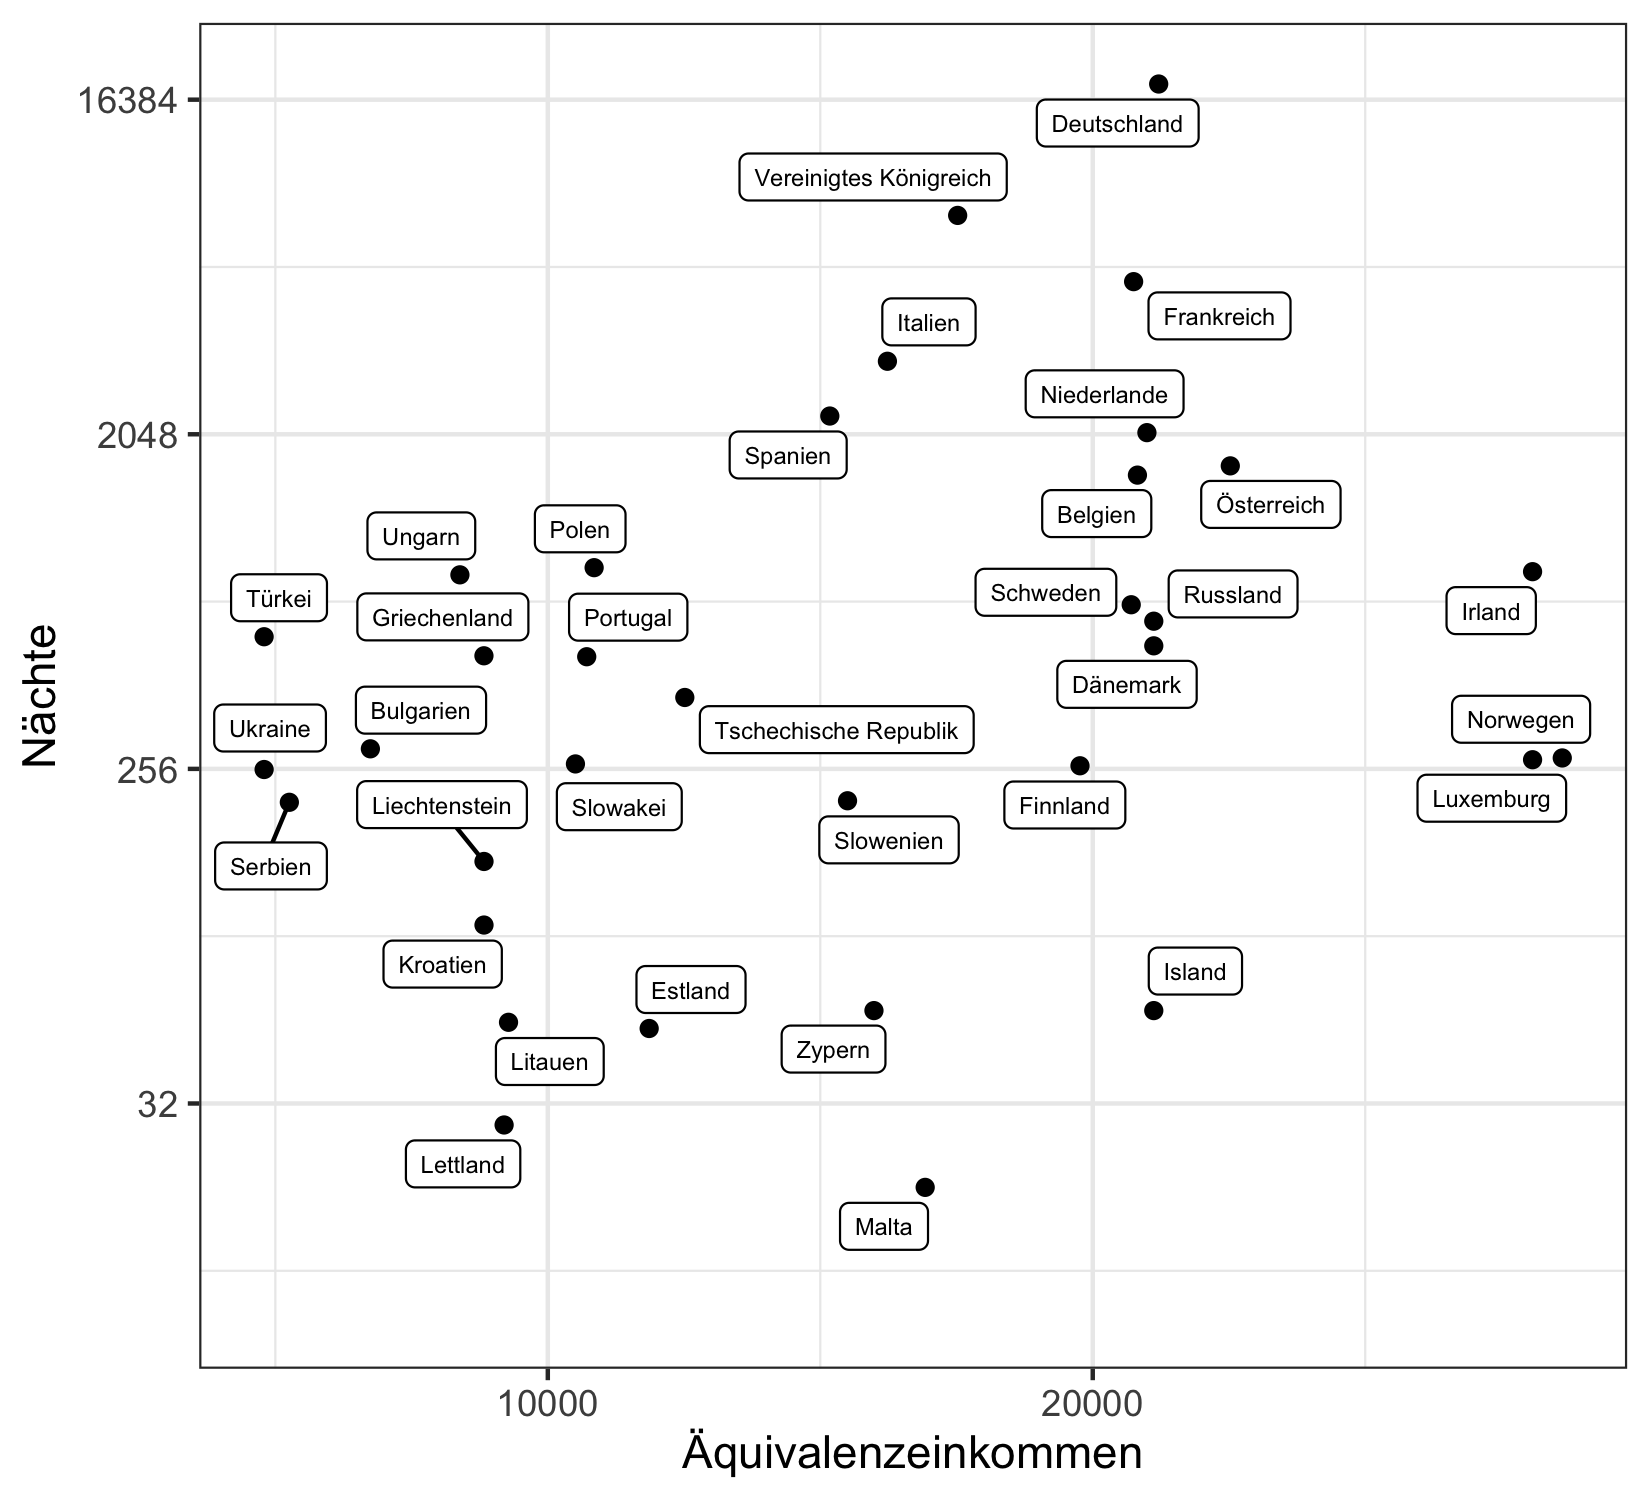 16384
Deutschland
Vereinigtes Königreich
Italien
Frankreich
Niederlande
2048
Spanien
Österreich
Belgien
Polen
Ungarn
Türkei
Griechenland
Portugal
Schweden
Russland
Irland
Dänemark
Nächte
Bulgarien
Ukraine
Tschechische Republik
Norwegen
256
Liechtenstein
Slowakei
Finnland
Luxemburg
Slowenien
Serbien
Kroatien
Island
Estland
Litauen
Zypern
32
Lettland
Malta
10000
20000
Äquivalenzeinkommen